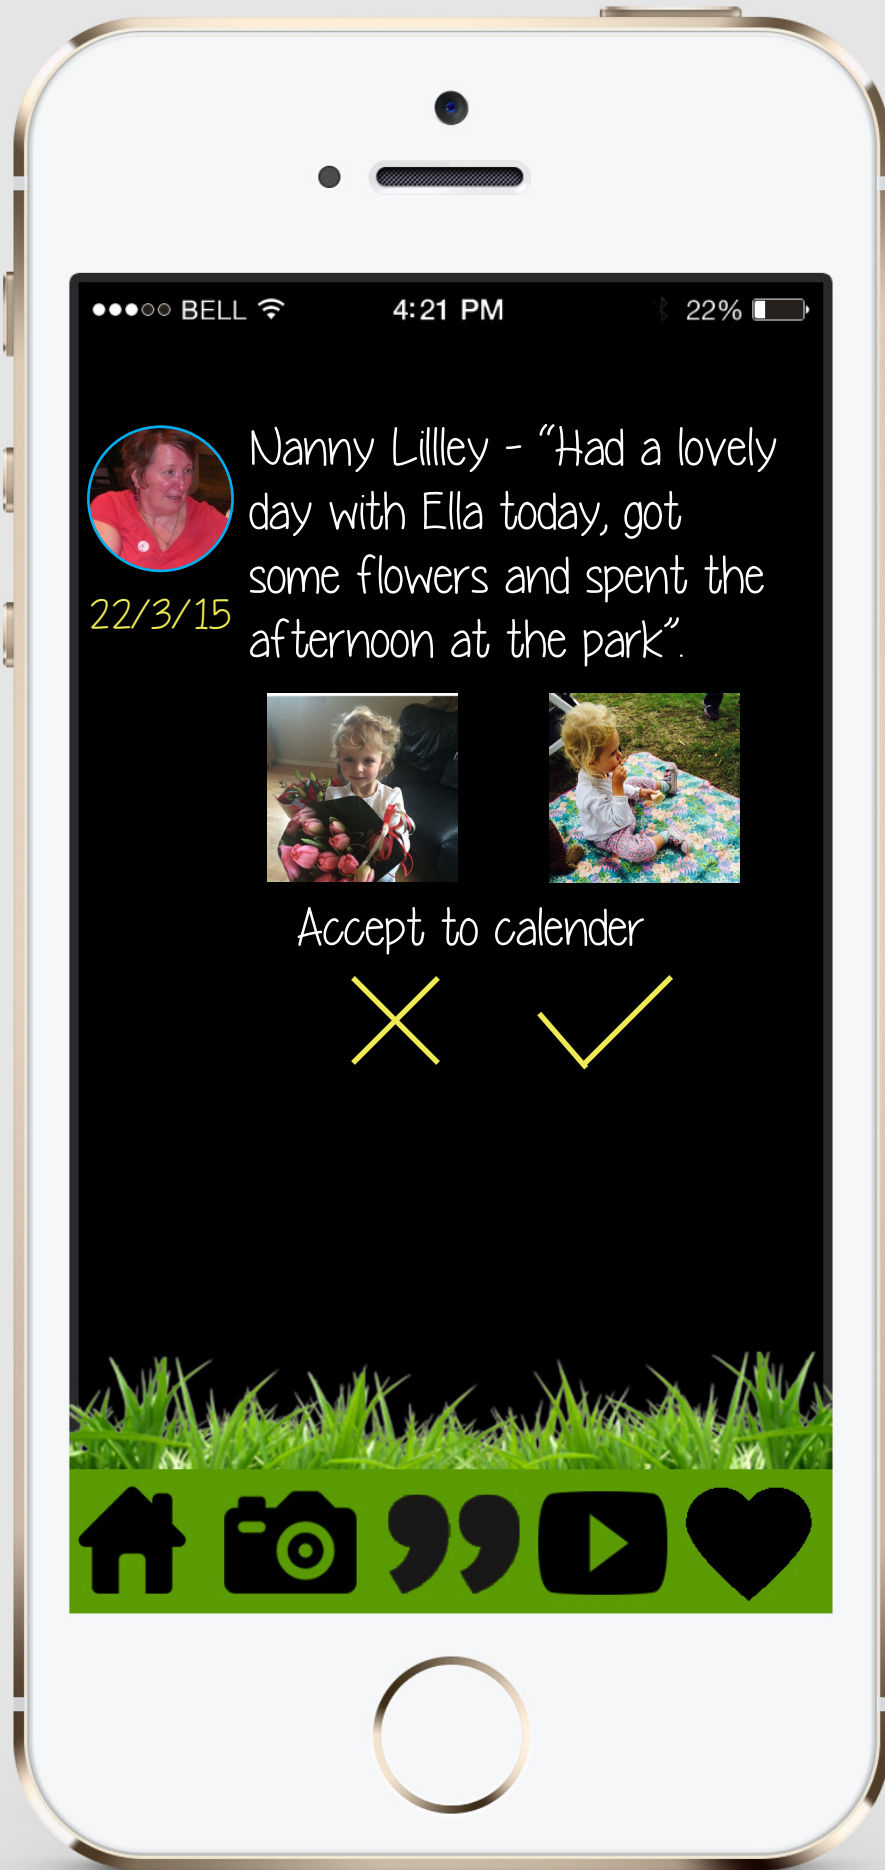 BELL 4:21 PM 22%
Nanny Lillley - “Had a lovely
day with Ella today, got
some flowers and spent the
afternoon at the park”.
22/3/15
Accept to calender